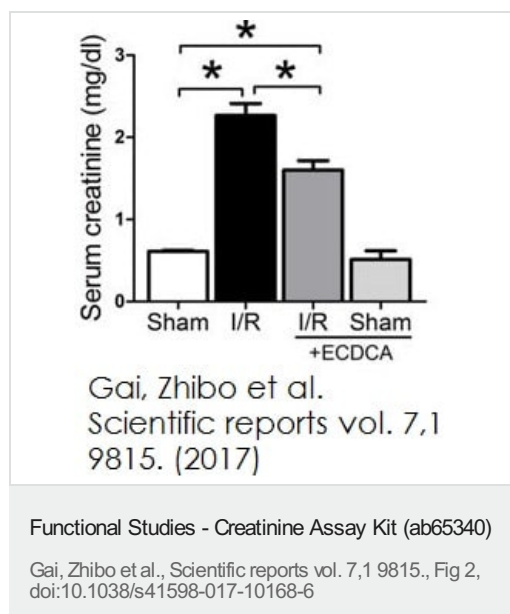 Serum creatinine (mg/dl)
3
2
1
0
*
*
*
Sham
I/R
I/R
Sham
+ECDCA
Gai, Zhibo et al.
Scientific reports vol. 7,1
9815. (2017)
Functional Studies - Creatinine Assay Kit (ab65340)
Gai, Zhibo et al., Scientific reports vol. 7,1 9815., Fig 2,
doi:10.1038/s41598-017-10168-6